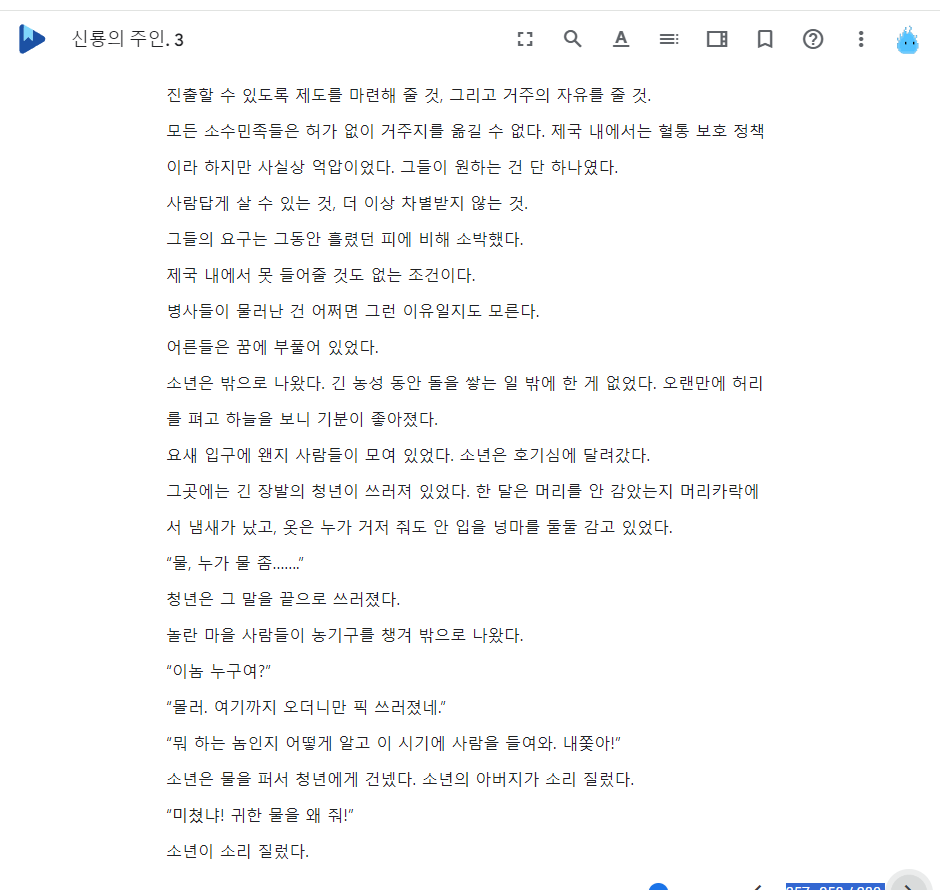 신룡의 주인. 3
진출할 수 있도록 제도를 마련해 줄 것, 그리고 거주의 자유를 줄 것.
모든 소수민족들은 허가 없이 거주지를 옮길 수 없다. 제국 내에서는 혈통 보호 정책
이라 하지만 사실상 억압이었다. 그들이 원하는 건 단 하나였다.
사람답게 살 수 있는 것, 더 이상 차별받지 않는 것.
그들의 요구는 그동안 흘렸던 피에 비해 소박했다.
제국 내에서 못 들어줄 것도 없는 조건이다.
병사들이 물러난 건 어쩌면 그런 이유일지도 모른다.
어른들은 꿈에 부풀어 있었다.
소년은 밖으로 나왔다. 긴 농성 동안 돌을 쌓는 일 밖에 한 게 없었다. 오랜만에 허리
를 펴고 하늘을 보니 기분이 좋아졌다.
요새 입구에 왠지 사람들이 모여 있었다. 소년은 호기심에 달려갔다.
그곳에는 긴 장발의 청년이 쓰러져 있었다. 한 달은 머리를 안 감았는지 머리카락에
서 냄새가 났고, 옷은 누가 거저 줘도 안 입을 넝마를 둘둘 감고 있었다.
“물, 누가 물 좀…….”
청년은 그 말을 끝으로 쓰러졌다.
놀란 마을 사람들이 농기구를 챙겨 밖으로 나왔다.
“이놈 누구여?”
“몰러. 여기까지 오더니만 픽 쓰러졌네.”
“뭐 하는 놈인지 어떻게 알고 이 시기에 사람을 들여와. 내쫓아!”
소년은 물을 퍼서 청년에게 건넸다. 소년의 아버지가 소리 질렀다.
“미쳤냐! 귀한 물을 왜 줘!”
소년이 소리 질렀다.